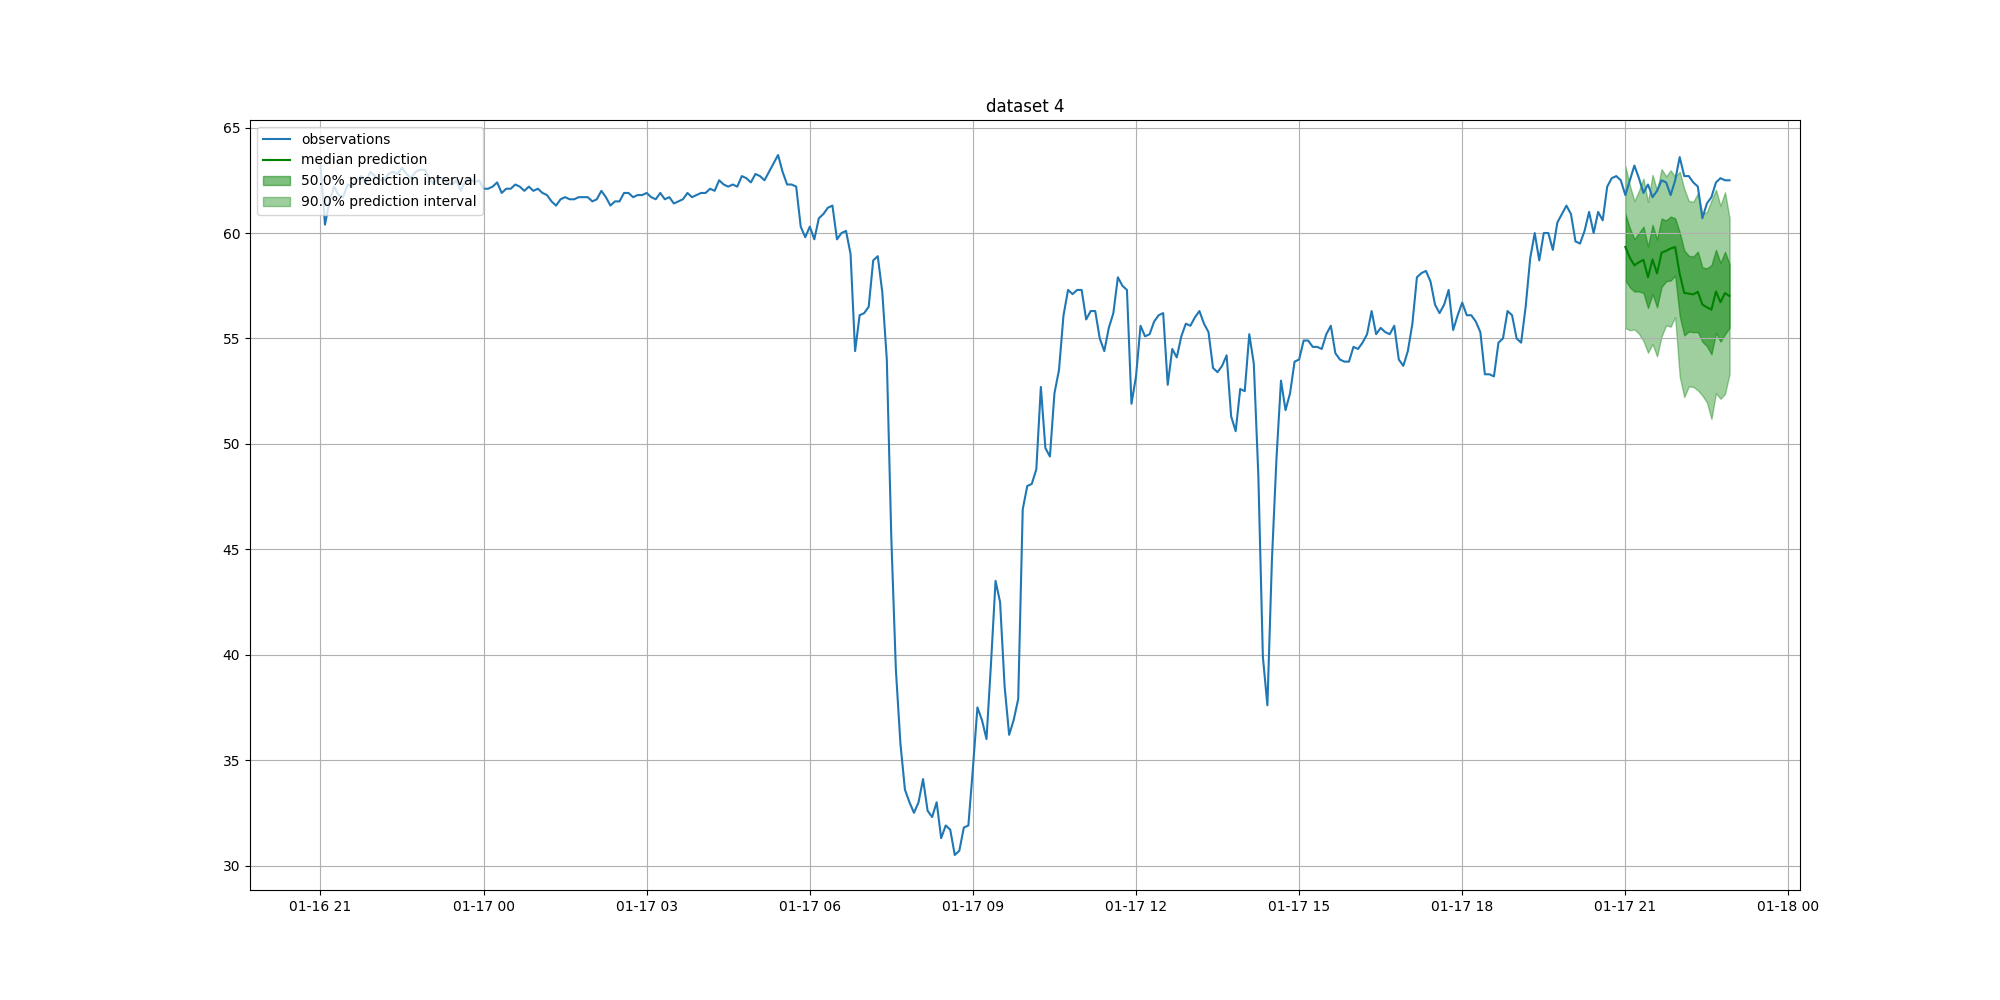 dataset 4
65
60
55
50
45
40
35
30
observations
median prediction
50.0% prediction interval
90.0% prediction interval
01-16 21 01-17 00 01-17 03 01-17 06 01-17 09 01-17 12 01-17 15 01-17 18 01-17 21 01-18 00